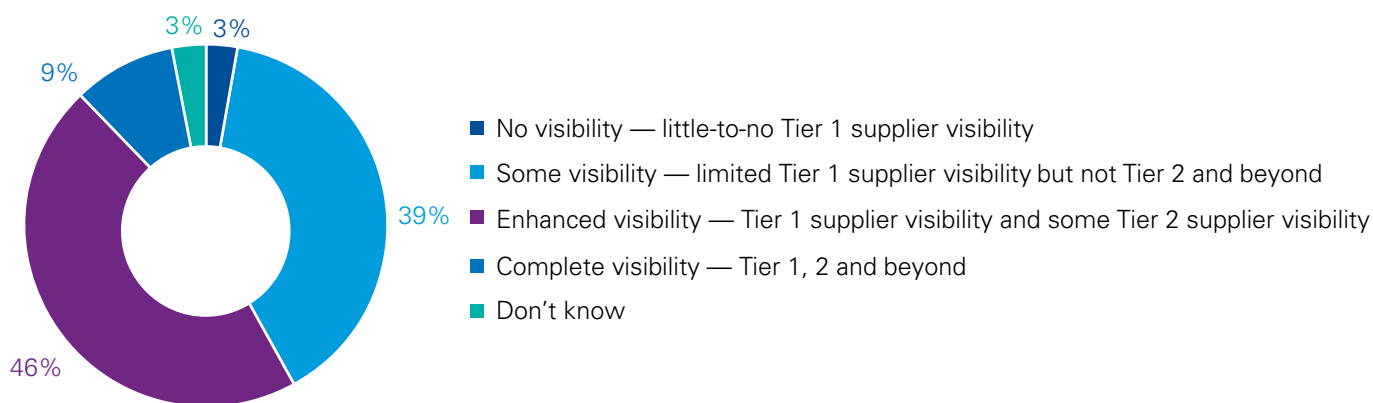 3% 3%
9%
39%
46%
No visibility — little-to-no Tier 1 supplier visibility
Some visibility — limited Tier 1 supplier visibility but not Tier 2 and beyond
Enhanced visibility — Tier 1 supplier visibility and some Tier 2 supplier visibility
Complete visibility — Tier 1, 2 and beyond
Don't know